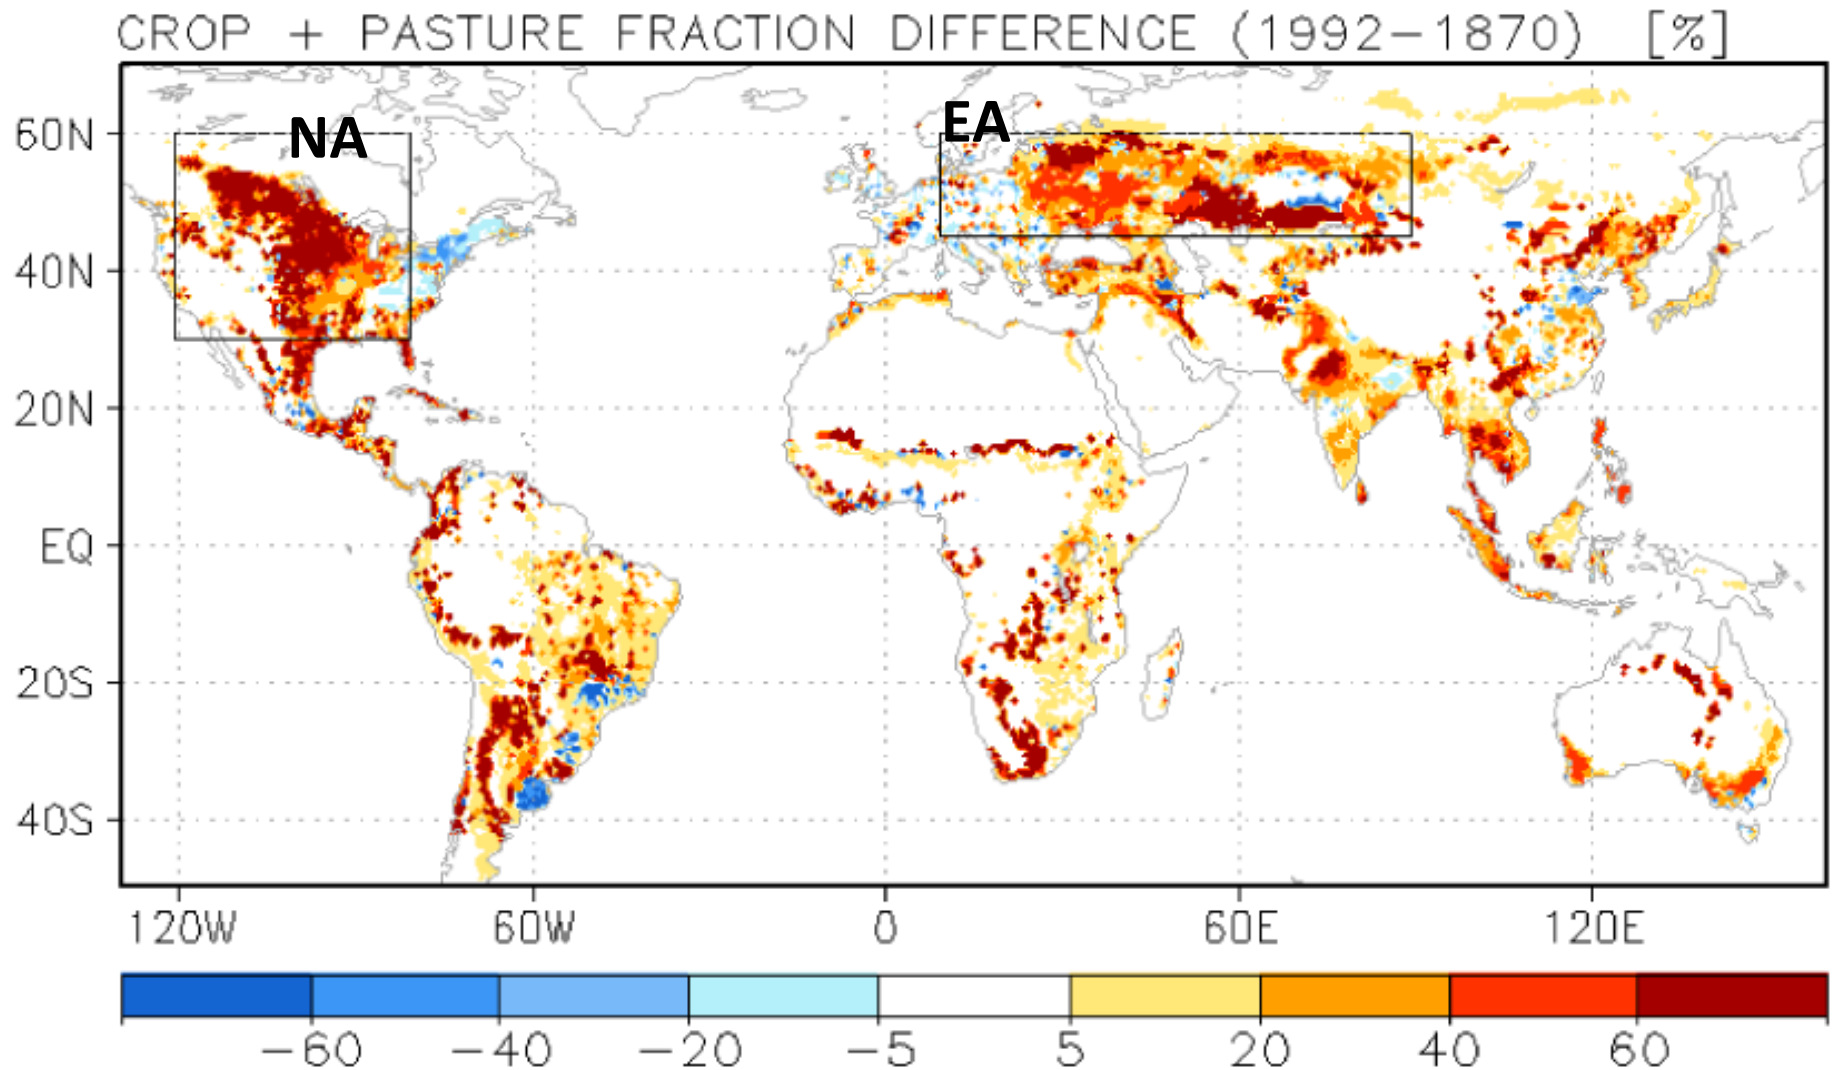 CROP + PASTURE FRACTION DIFFERENCE (1992−1870) [%]
NA
EA
60N
40N
20N
EQ
20S
40S
120W 60W 0 60E 120E
−60 −40 −20 −5 5 20 40 60